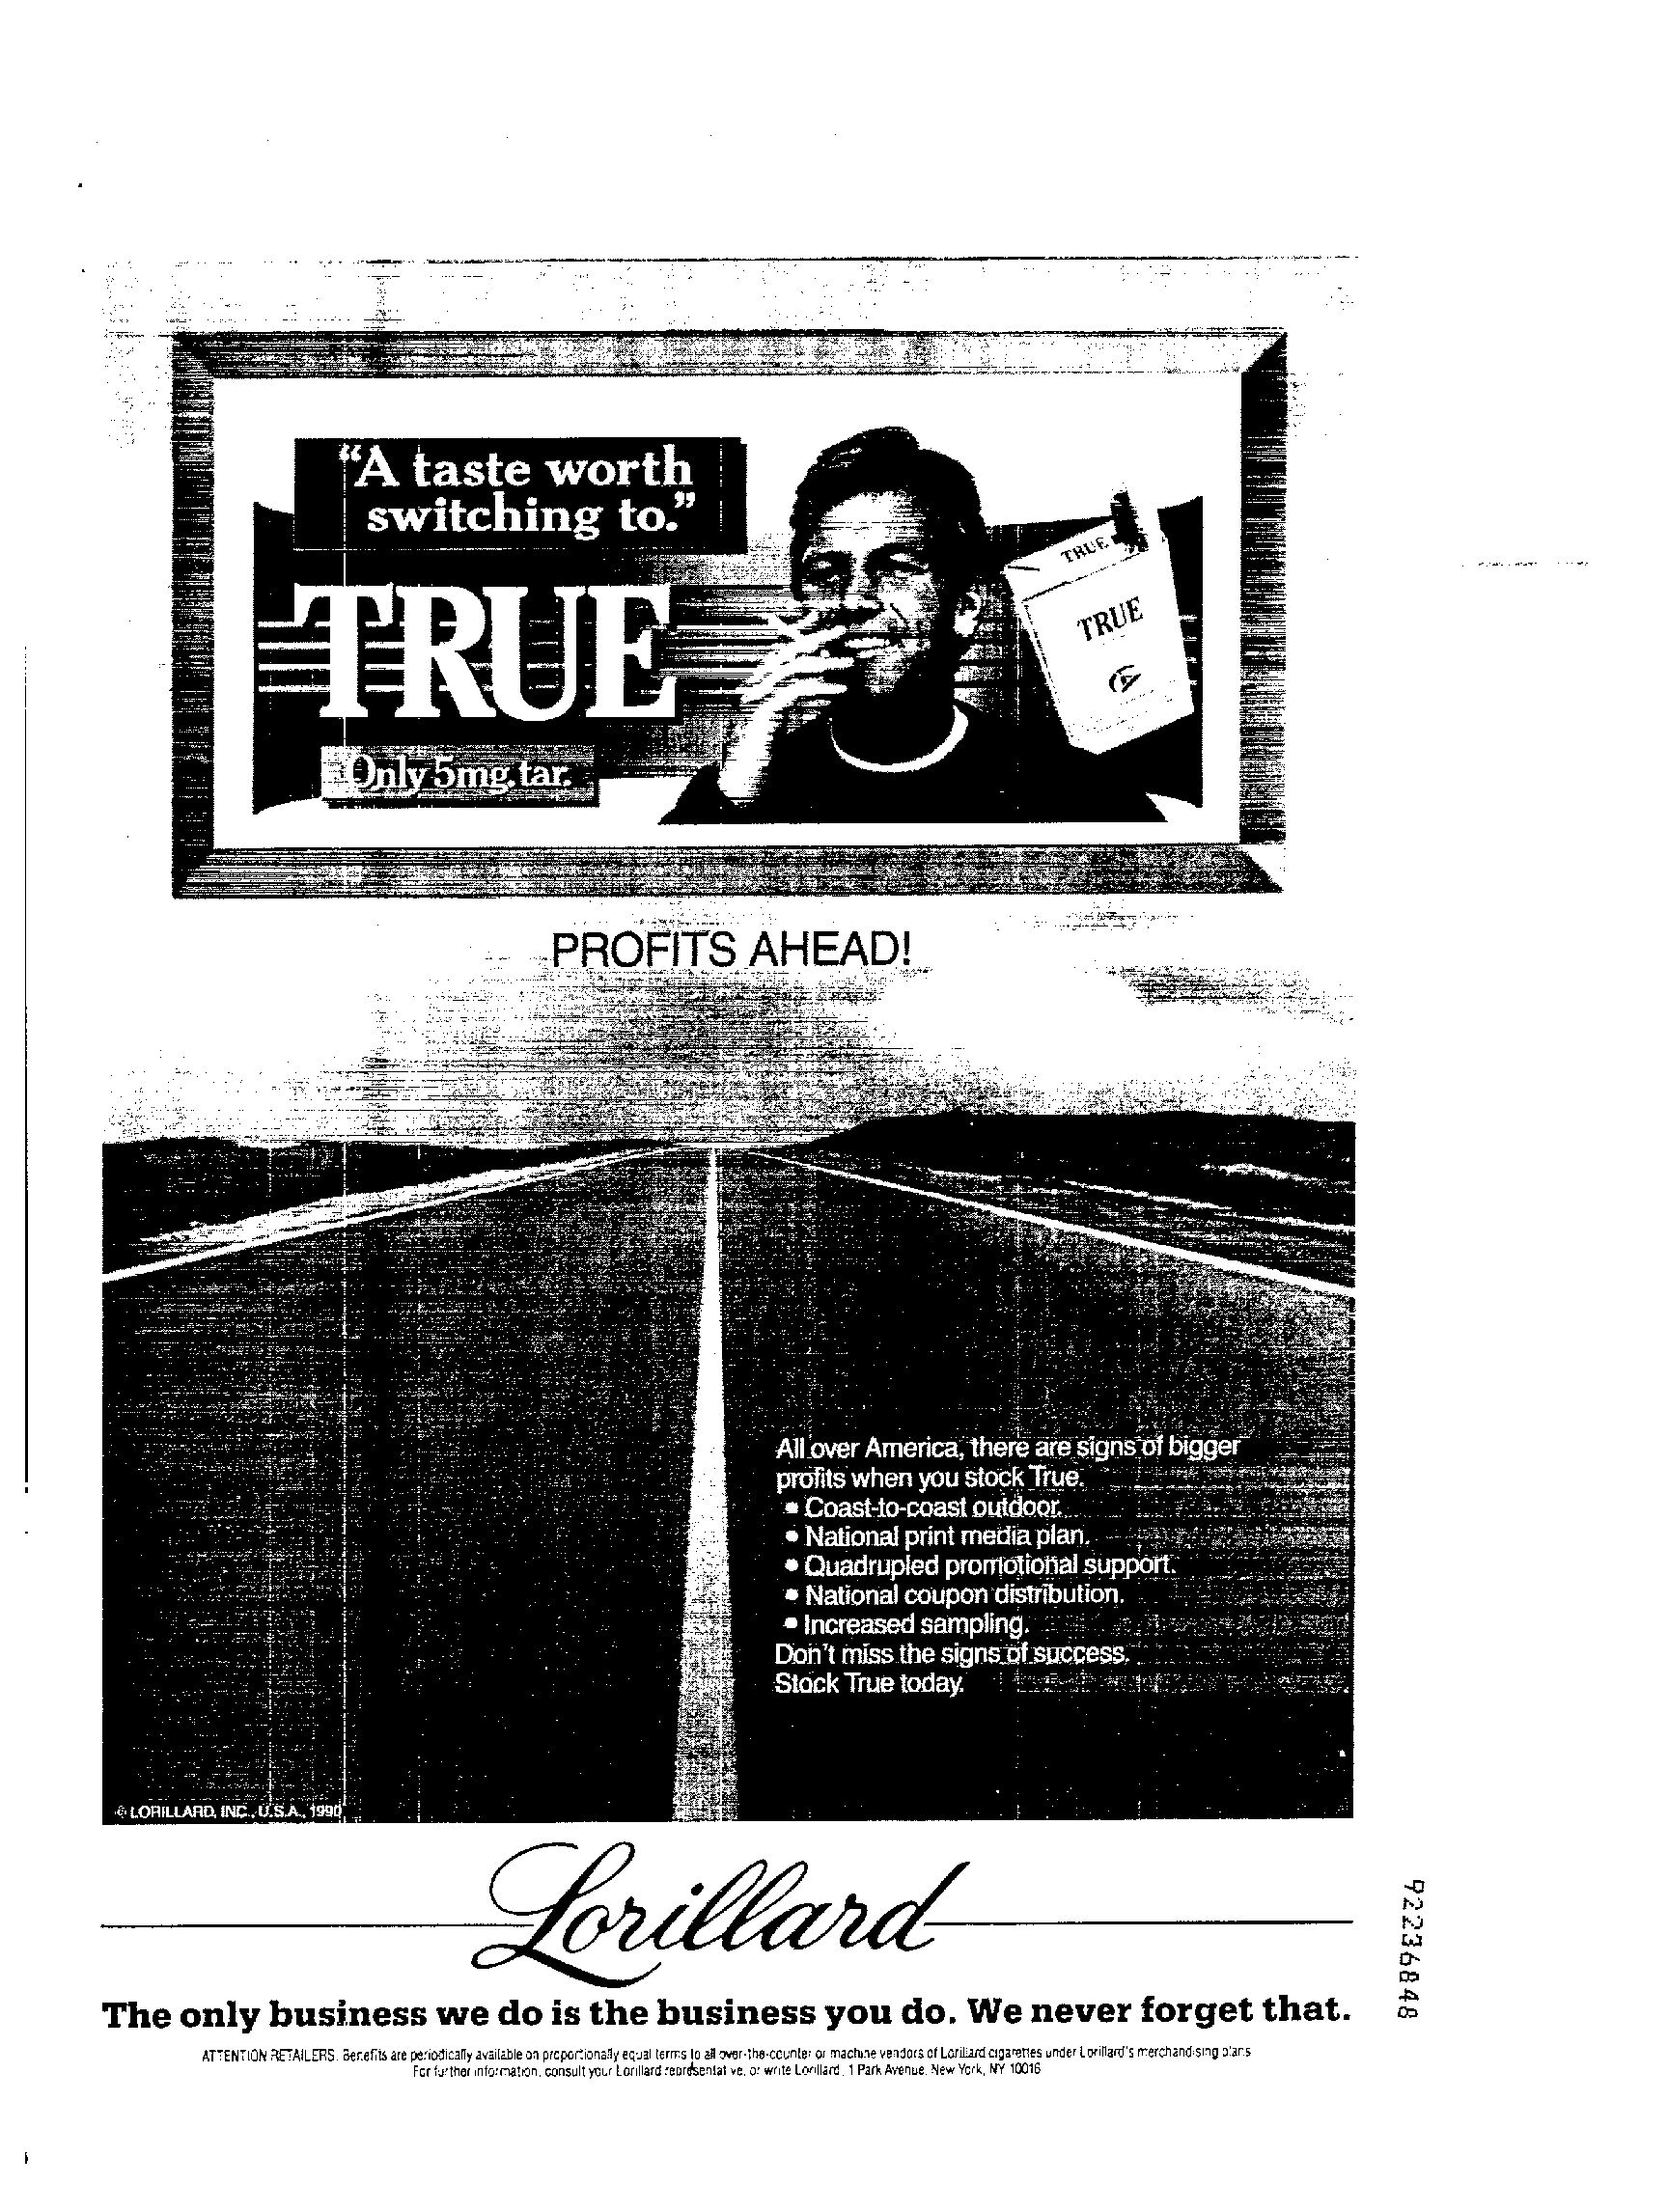 “A taste worth
switching to.”
TRUE
Only 5mg. tar.
TRUE
TRUE
PROFITS AHEAD!
All over America, there are signs of bigger
profits when you stock True.
• Coast-to-coast outdoor.
• National print media plan.
• Quadrupled promotional support.
• National coupon distribution.
• Increased sampling.
Don't miss the signs of success.
Stock True today.
© LORILLARD, INC., U.S.A., 1990
Lorillard
The only business we do is the business you do. We never forget that.
ATTENTION RETAILERS. Benefits are periodically available on proportionally equal terms to all over-the-counter or machine vendors of Lorillard cigarettes under Lorillard's merchandising plans
For further information, consult your Lorillard representative, or write Lorillard, 1 Park Avenue, New York, NY 10016
92236848